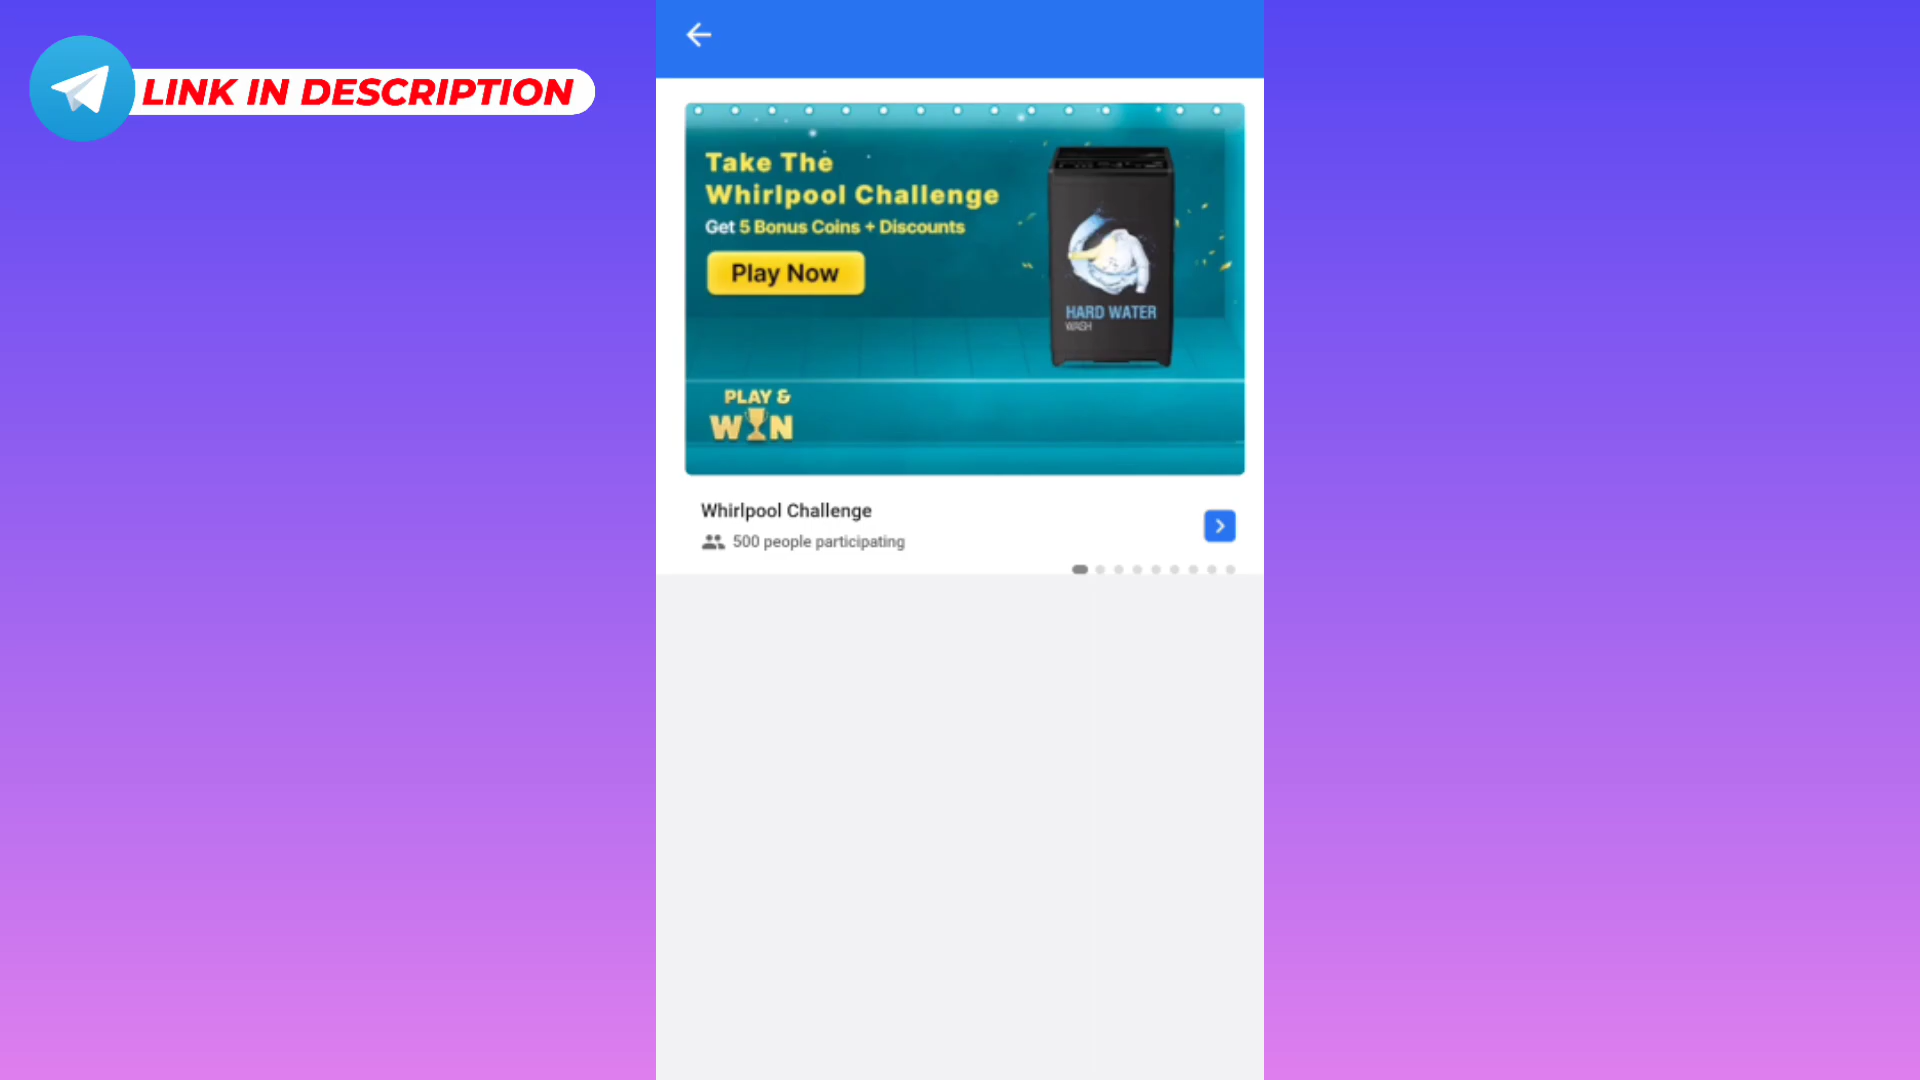 LINK IN DESCRIPTION
Take The
Whirlpool Challenge
Get 5 Bonus Coins + Discounts
Play Now
HARD WATER
WASH
PLAY &
WIN
Whirlpool Challenge
500 people participating